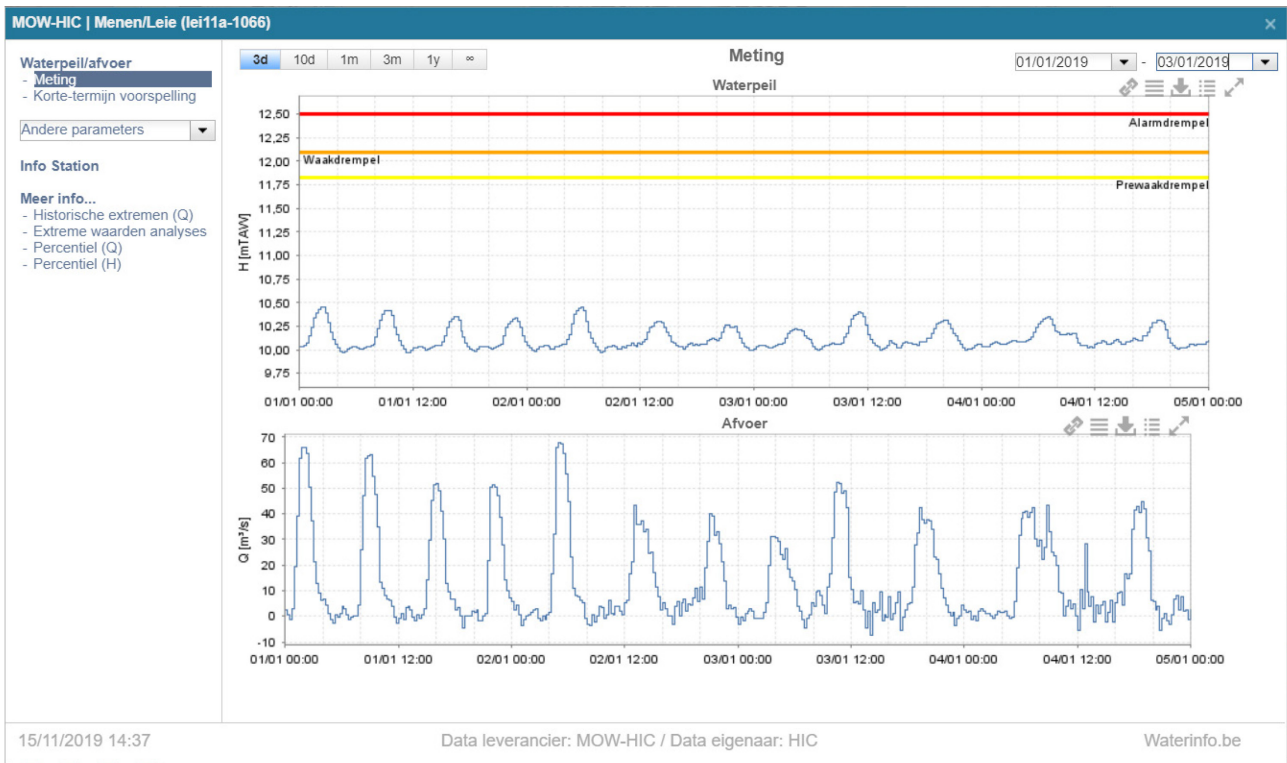 MOW-HIC | Menen/Leie (lei11a-1066)
Waterpeil/afvoer
- Meting
- Korte-termijn voorspelling
Andere parameters
Info Station
Meer info...
- Historische extremen (Q)
- Extreme waarden analyses
- Percentiel (Q)
- Percentiel (H)
3d 10d 1m 3m 1y ∞
Meting
01/01/2019 - 03/01/2019
Waterpeil
12,50
12,25
12,00
11,75
11,50
11,25
11,00
10,75
10,50
10,25
10,00
9,75
H [mTAW]
Alarmdrempel
Waakdrempel
Prewaakdrempel
01/01 00:00 01/01 12:00 02/01 00:00 02/01 12:00 03/01 00:00 03/01 12:00 04/01 00:00 04/01 12:00 05/01 00:00
Afvoer
70
60
50
40
30
20
10
0
-10
Q [m³/s]
01/01 00:00 01/01 12:00 02/01 00:00 02/01 12:00 03/01 00:00 03/01 12:00 04/01 00:00 04/01 12:00 05/01 00:00
15/11/2019 14:37
Data leverancier: MOW-HIC / Data eigenaar: HIC
Waterinfo.be